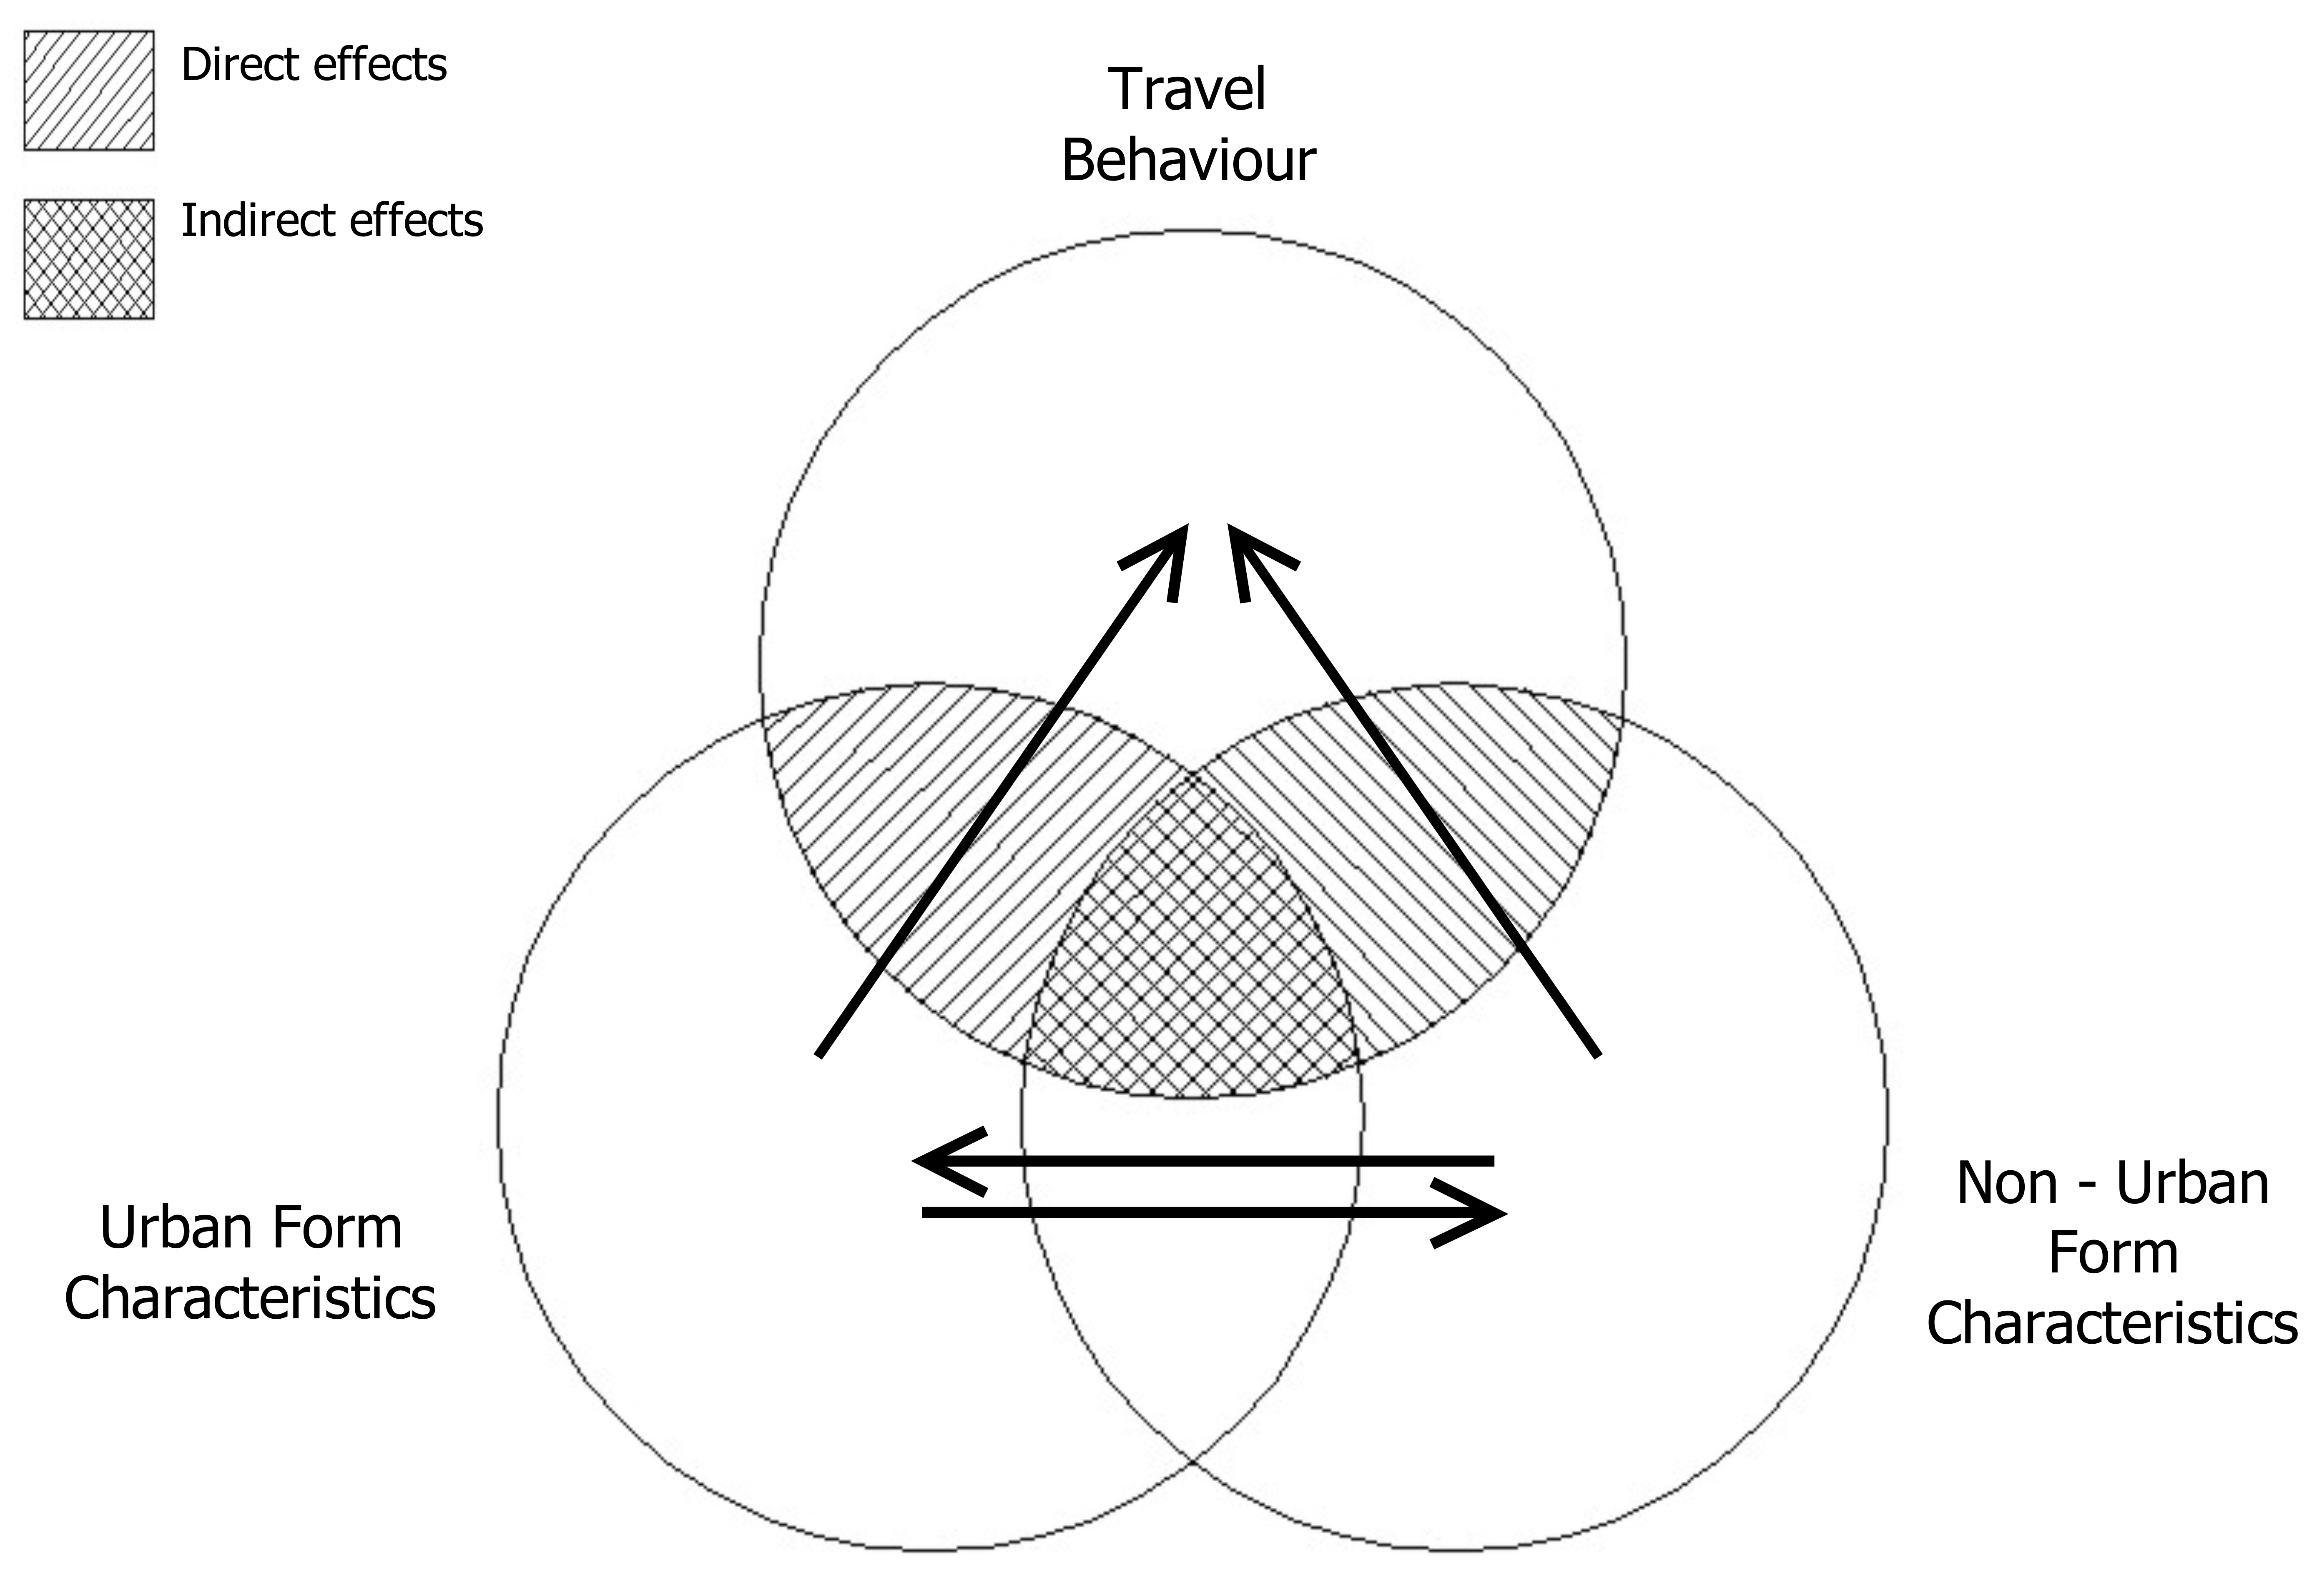 Direct effects
Indirect effects
Travel
Behaviour
Urban Form
Characteristics
Non - Urban
Form
Characteristics